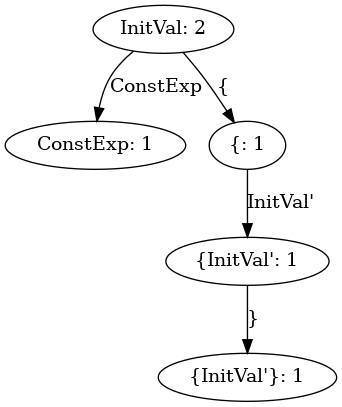 InitVal: 2
ConstExp {
ConstExp: 1 {: 1
InitVal'
{InitVal': 1
}
{InitVal'}: 1